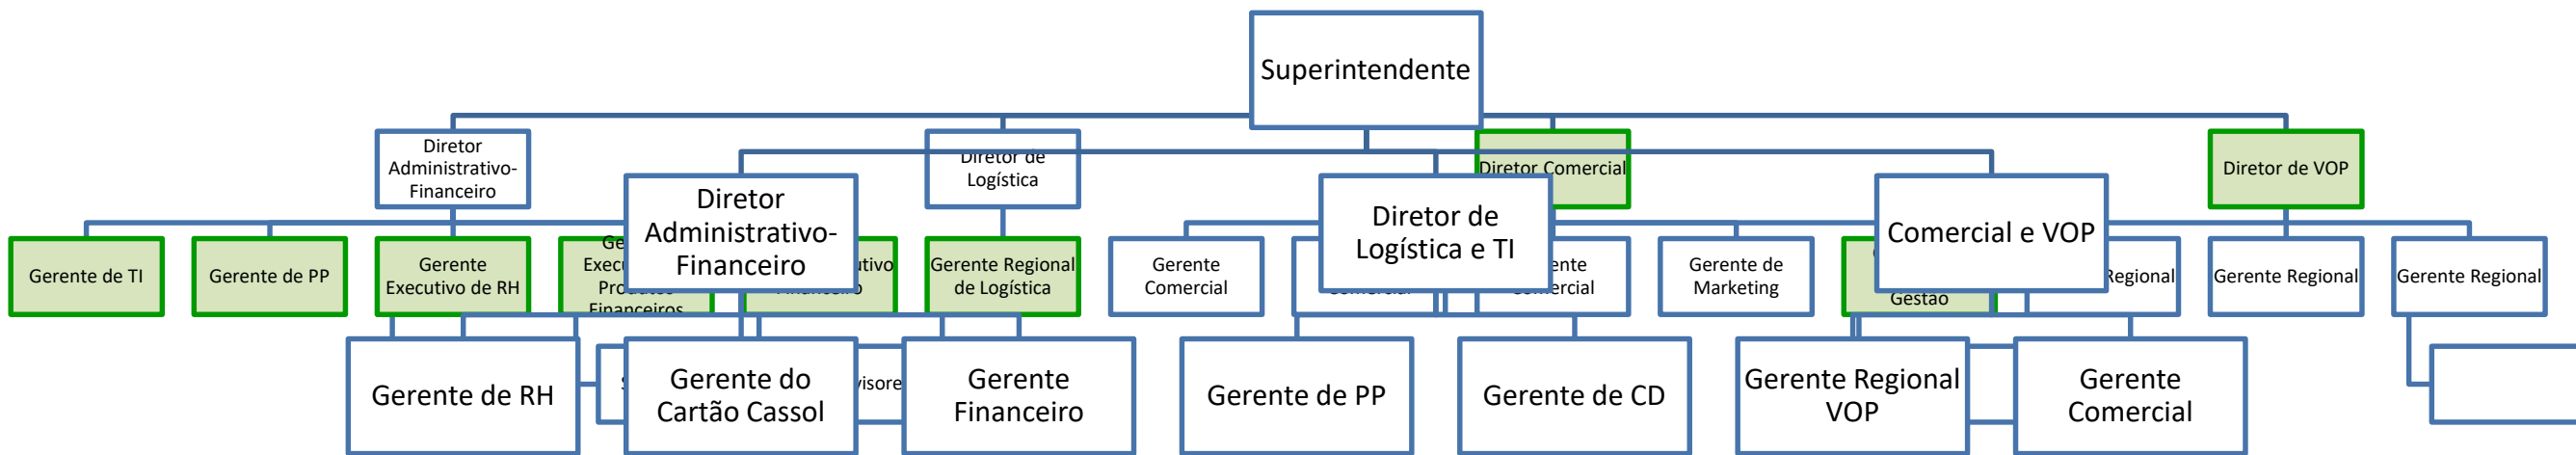 Superintendente
Diretor
Administrativo-
Financeiro
Diretor de
Logística
Diretor Comercial
Diretor de VOP
Diretor
Administrativo-
Financeiro
Diretor de
Logística e TI
Comercial e VOP
Gerente de TI
Gerente de PP
Gerente
Executivo de RH
Financeiros
Gerente Regional
de Logística
Gerente
Comercial
Gerente de
Marketing
Gestão
Regional
Gerente Regional
Gerente Regional
Gerente de RH
Gerente do
Cartão Cassol
Gerente
Financeiro
Gerente de PP
Gerente de CD
Gerente Regional
VOP
Gerente
Comercial